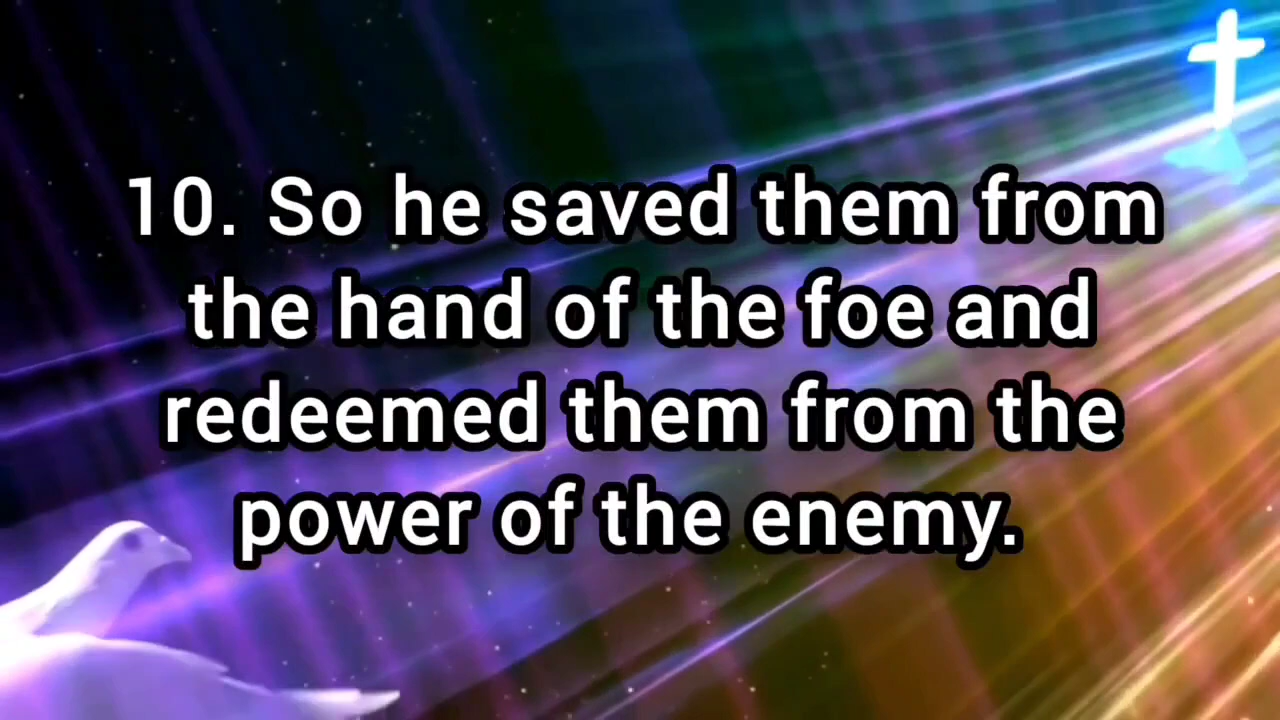 10. So he saved them from
the hand of the foe and
redeemed them from the
power of the enemy.